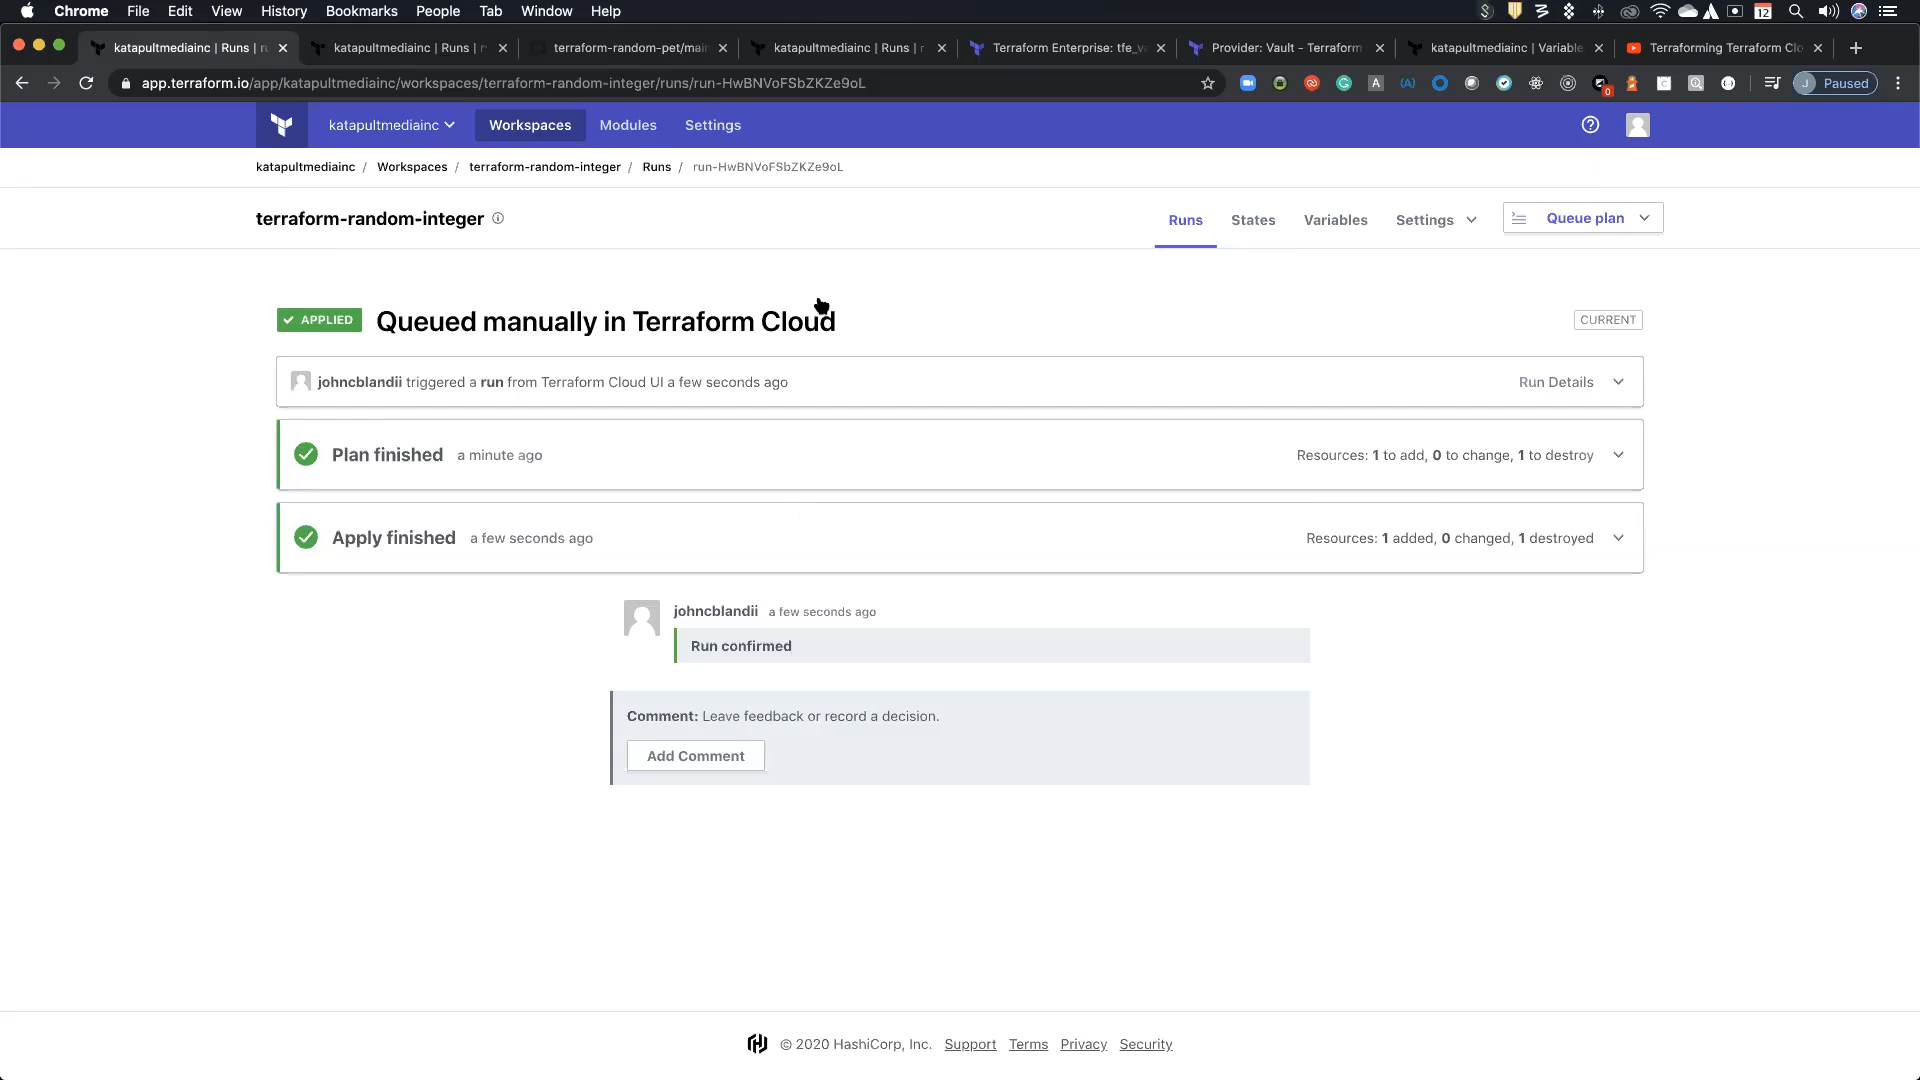 Chrome File Edit View History Bookmarks People Tab Window Help 12
katapultmediainc | Runs | ru
katapultmediainc | Runs | r
terraform-random-pet/main
katapultmediainc | Runs | r
Terraform Enterprise: tfe_va
Provider: Vault - Terraform
katapultmediainc | Variable
Terraforming Terraform Clo
app.terraform.io/app/katapultmediainc/workspaces/terraform-random-integer/runs/run-HwBNVoFSbZKZe9oL
0 J Paused
katapultmediainc Workspaces Modules Settings
katapultmediainc / Workspaces / terraform-random-integer / Runs / run-HwBNVoFSbZKZe9oL
terraform-random-integer Runs States Variables Settings Queue plan
APPLIED Queued manually in Terraform Cloud CURRENT
johncblandii triggered a run from Terraform Cloud UI a few seconds ago Run Details
Plan finished a minute ago Resources: 1 to add, 0 to change, 1 to destroy
Apply finished a few seconds ago Resources: 1 added, 0 changed, 1 destroyed
johncblandii a few seconds ago
Run confirmed
Comment: Leave feedback or record a decision.
Add Comment
© 2020 HashiCorp, Inc. Support Terms Privacy Security